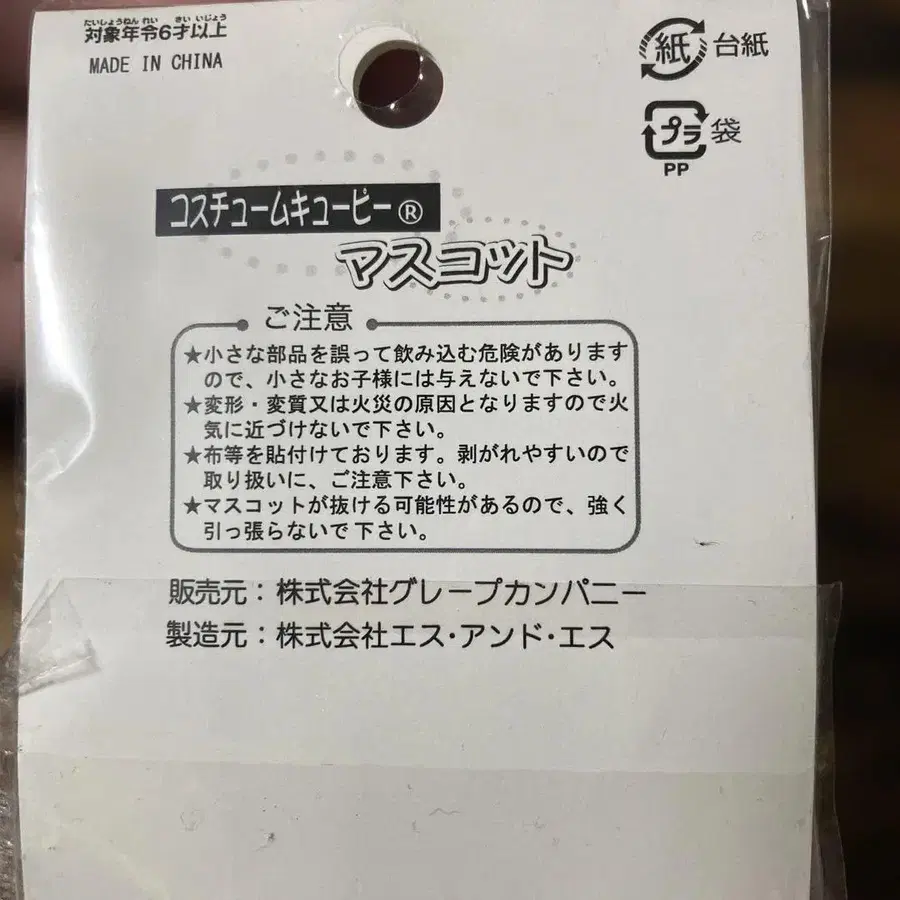 たいしょうねんれい さい いじょう
対象年令6才以上
MADE IN CHINA
紙 台紙
プラ 袋
PP
コスチュームキューピー®
マスコット
ご注意
★小さな部品を誤って飲み込む危険があります
ので、小さなお子様には与えないで下さい。
★変形・変質又は火災の原因となりますので火
気に近づけないで下さい。
★布等を貼付けております。剥がれやすいので
取り扱いに、ご注意下さい。
★マスコットが抜ける可能性があるので、強く
引っ張らないで下さい。
販売元：株式会社グレープカンパニー
製造元：株式会社エス・アンド・エス